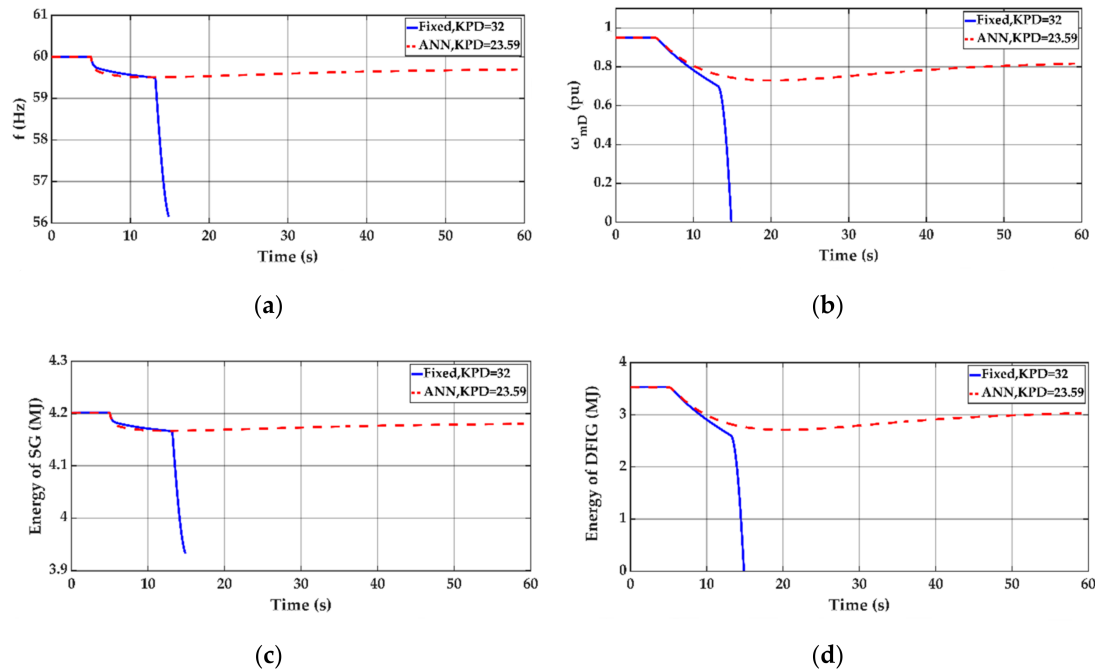 61
60
59
58
57
56
f (Hz)
0 10 20 30 40 50 60
Time (s)
Fixed,KPD=32
ANN,KPD=23.59
(a)
1
0.8
0.6
0.4
0.2
0
ω_mD (pu)
0 10 20 30 40 50 60
Time (s)
Fixed,KPD=32
ANN,KPD=23.59
(b)
4.3
4.2
4.1
4
3.9
Energy of SG (MJ)
0 10 20 30 40 50 60
Time (s)
Fixed,KPD=32
ANN,KPD=23.59
(c)
4
3
2
1
0
Energy of DFIG (MJ)
0 10 20 30 40 50 60
Time (s)
Fixed,KPD=32
ANN,KPD=23.59
(d)